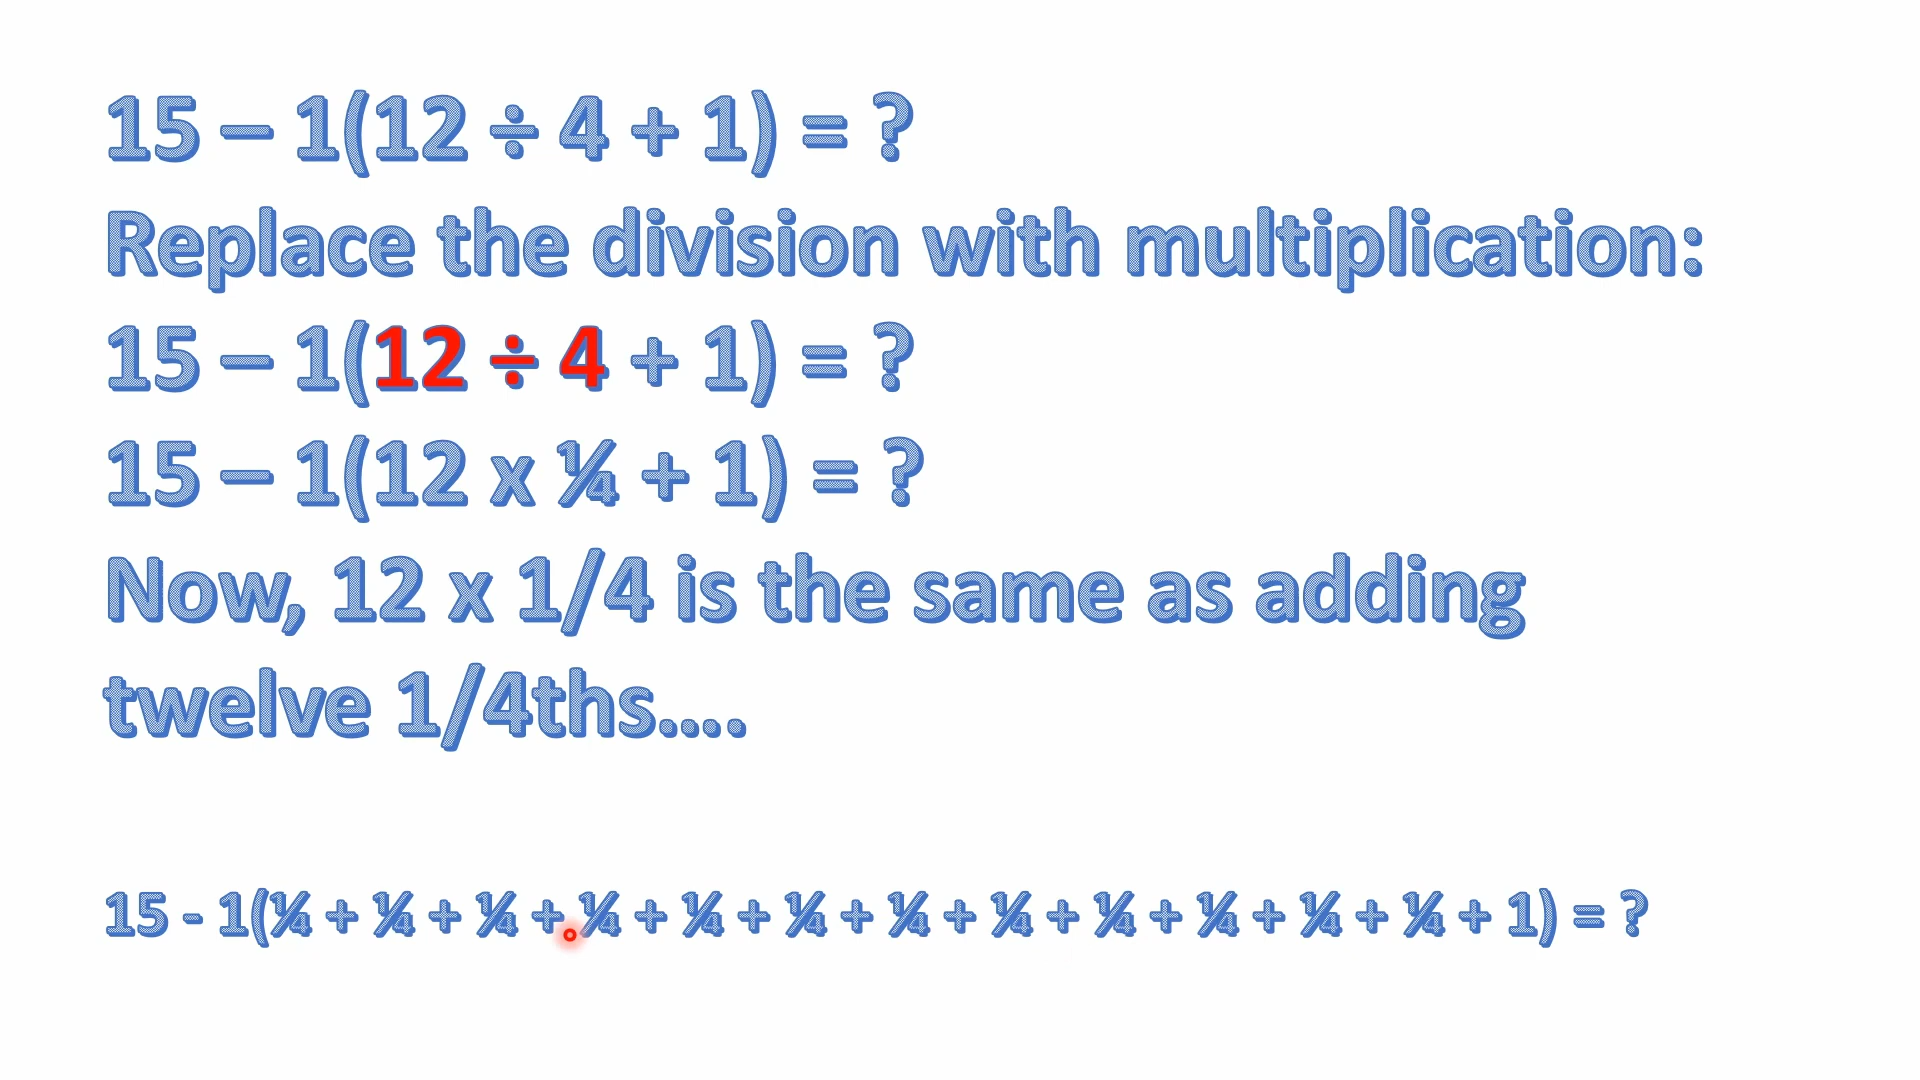 15 – 1(12 ÷ 4 + 1) = ?
Replace the division with multiplication:
15 – 1(12 ÷ 4 + 1) = ?
15 – 1(12 x ¼ + 1) = ?
Now, 12 x 1/4 is the same as adding
twelve 1/4ths....
15 - 1(¼ + ¼ + ¼ + ¼ + ¼ + ¼ + ¼ + ¼ + ¼ + ¼ + ¼ + ¼ + 1) = ?